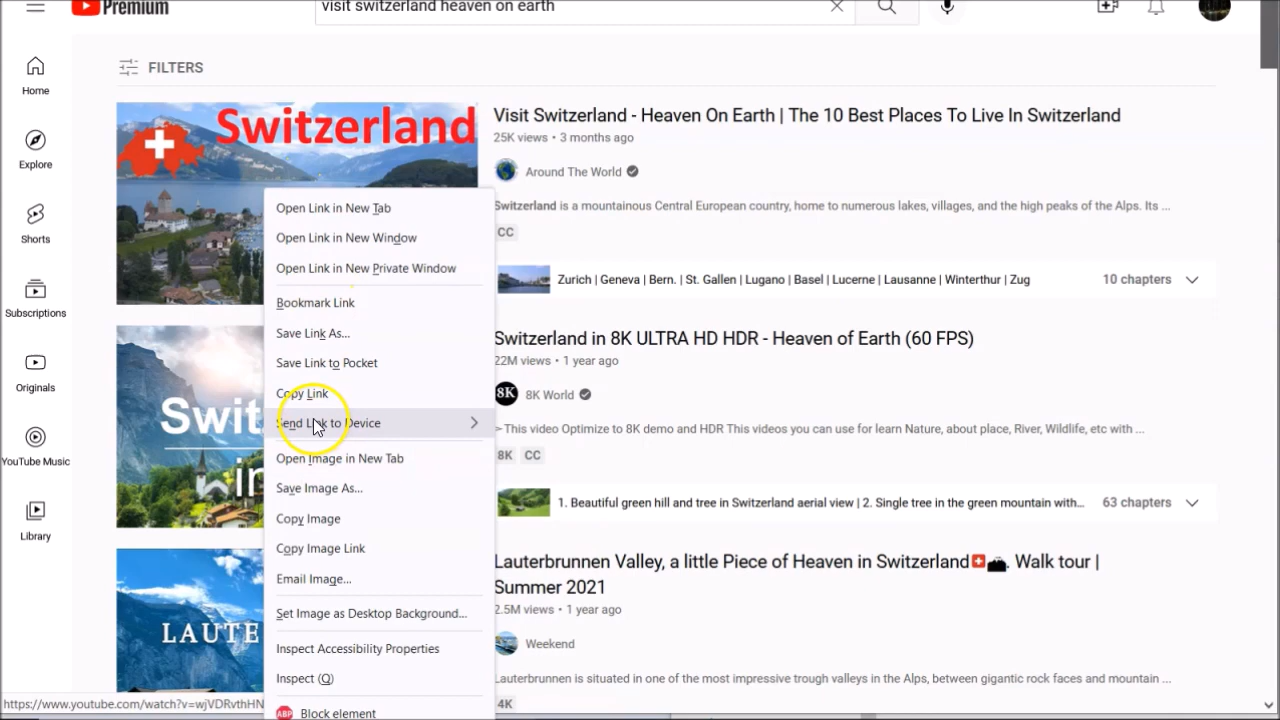 Premium
visit switzerland heaven on earth
Home
Explore
Shorts
Subscriptions
Originals
YouTube Music
Library
FILTERS
Switzerland
Visit Switzerland - Heaven On Earth | The 10 Best Places To Live In Switzerland
25K views • 3 months ago
Around The World
Switzerland is a mountainous Central European country, home to numerous lakes, villages, and the high peaks of the Alps. Its ...
CC
Zurich | Geneva | Bern. | St. Gallen | Lugano | Basel | Lucerne | Lausanne | Winterthur | Zug
10 chapters
Swit
in
Switzerland in 8K ULTRA HD HDR - Heaven of Earth (60 FPS)
22M views • 1 year ago
8K
8K World
➢This video Optimize to 8K demo and HDR This videos you can use for learn Nature, about place, River, Wildlife, etc with ...
8K
CC
1. Beautiful green hill and tree in Switzerland aerial view | 2. Single tree in the green mountain with...
63 chapters
LAUTE
Lauterbrunnen Valley, a little Piece of Heaven in Switzerland🇨🇭🏔. Walk tour |
Summer 2021
2.5M views • 1 year ago
Weekend
Lauterbrunnen is situated in one of the most impressive trough valleys in the Alps, between gigantic rock faces and mountain ...
4K
Open Link in New Tab
Open Link in New Window
Open Link in New Private Window
Bookmark Link
Save Link As...
Save Link to Pocket
Copy Link
Send Link to Device
Open Image in New Tab
Save Image As...
Copy Image
Copy Image Link
Email Image...
Set Image as Desktop Background...
Inspect Accessibility Properties
Inspect (Q)
ABP Block element
https://www.youtube.com/watch?v=wjVDRvthHN